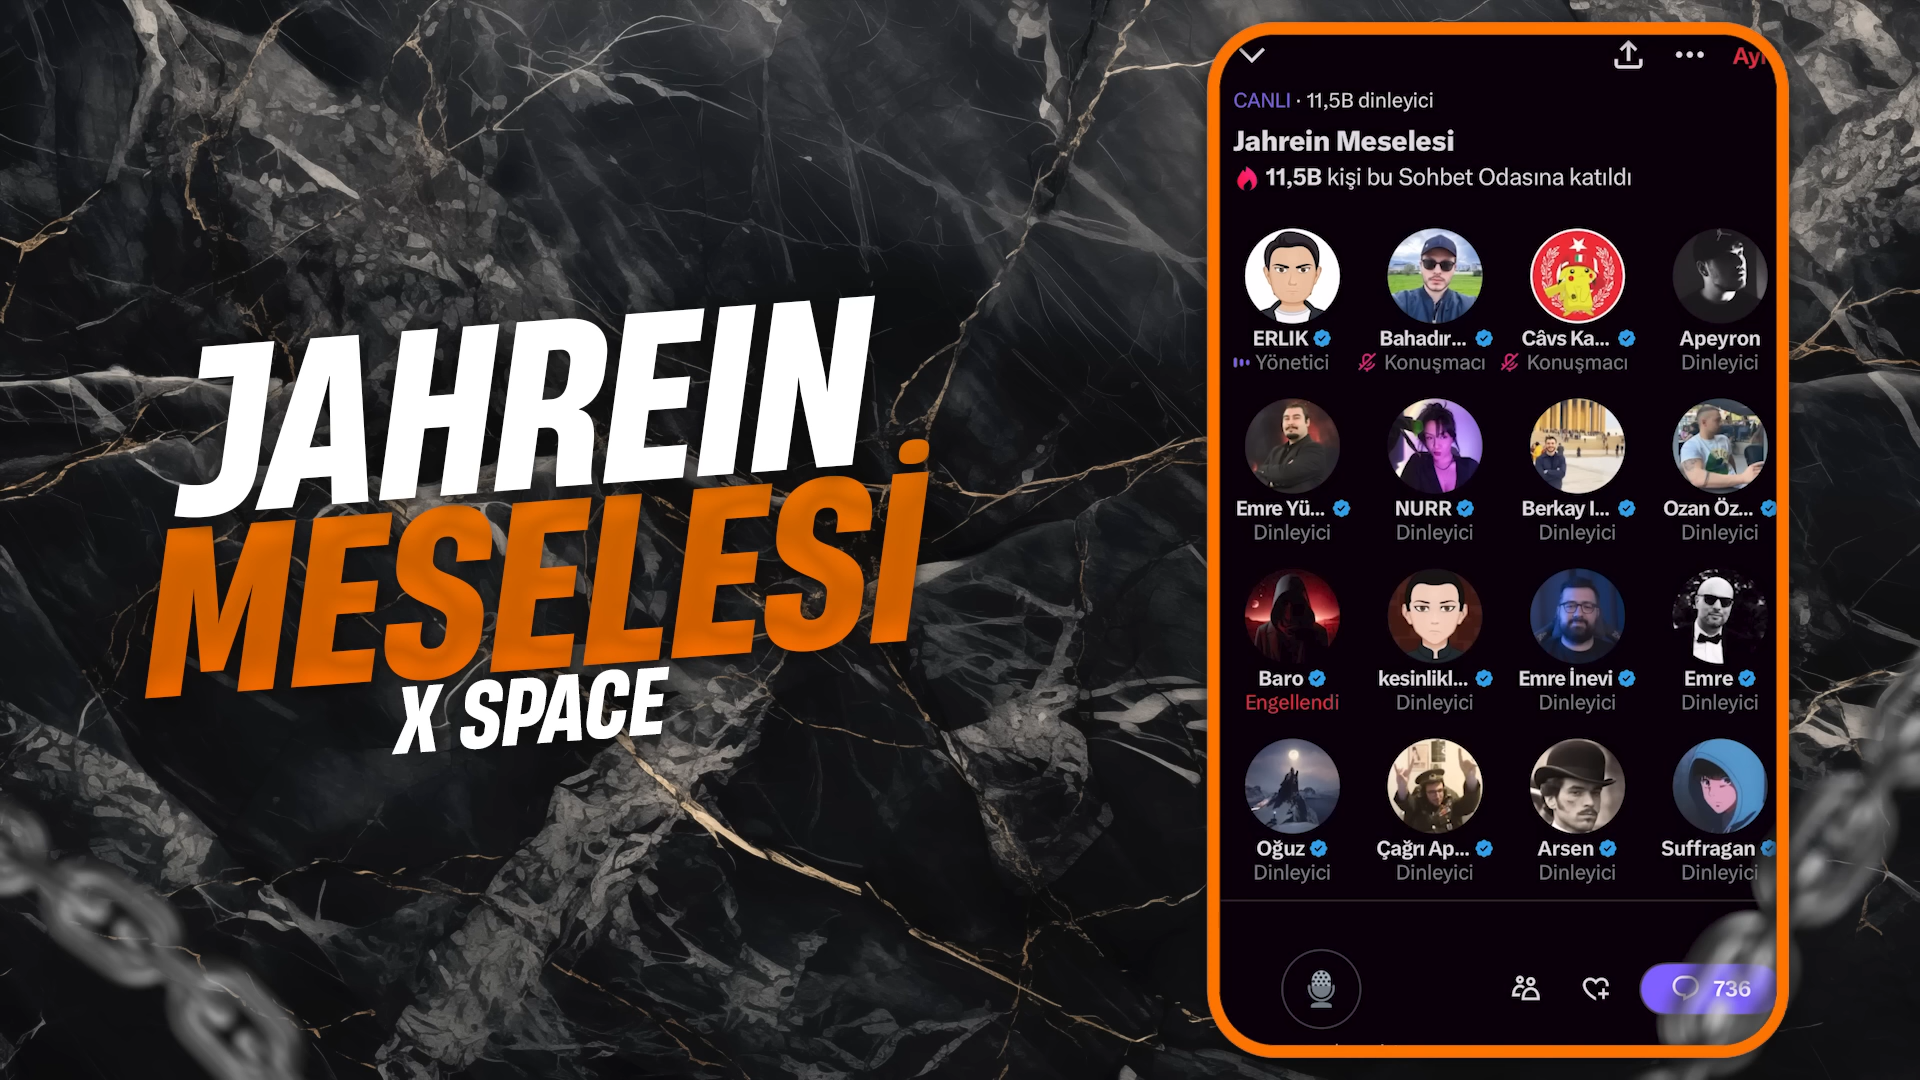 JAHREIN
MESELESİ
X SPACE
Ayr
CANLI · 11,5B dinleyici
Jahrein Meselesi
11,5B kişi bu Sohbet Odasına katıldı
ERLIK Bahadır... Câvs Ka... Apeyron
Yönetici Konuşmacı Konuşmacı Dinleyici
Emre Yü... NURR Berkay I... Ozan Öz...
Dinleyici Dinleyici Dinleyici Dinleyici
Baro kesinlikl... Emre İnevi Emre
Engellendi Dinleyici Dinleyici Dinleyici
Oğuz Çağrı Ap... Arsen Suffragan
Dinleyici Dinleyici Dinleyici Dinleyici
736